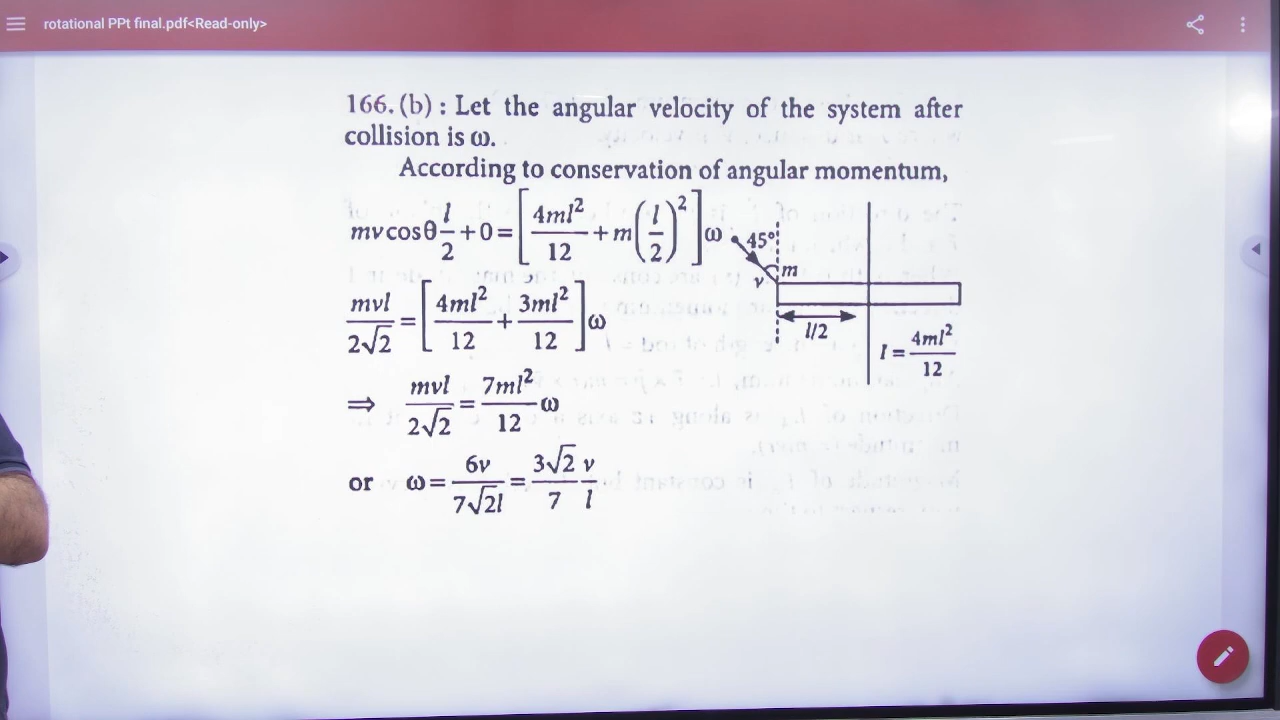 rotational PPt final.pdf<Read-only>
166. (b) : Let the angular velocity of the system after
collision is ω.
According to conservation of angular momentum,
mv cosθ l/2 + 0 = [4ml²/12 + m(l/2)²] ω
mvl/2√2 = [4ml²/12 + 3ml²/12] ω
⇒ mvl/2√2 = 7ml²/12 ω
or ω = 6v/7√2l = 3√2/7 v/l
45°
m
v
l/2
I = 4ml²/12